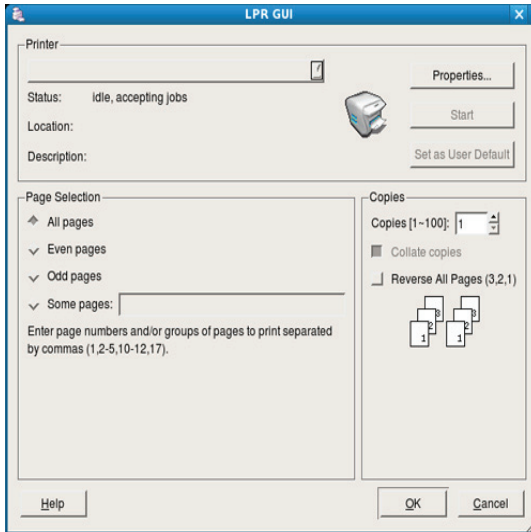 LPR GUI
Printer
Properties...
Status: idle, accepting jobs
Start
Location:
Description:
Set as User Default
Page Selection
All pages
Even pages
Odd pages
Some pages:
Enter page numbers and/or groups of pages to print separated
by commas (1,2-5,10-12,17).
Copies
Copies [1~100]: 1
Collate copies
Reverse All Pages (3,2,1)
3 3
2 2
1 1
Help
OK
Cancel